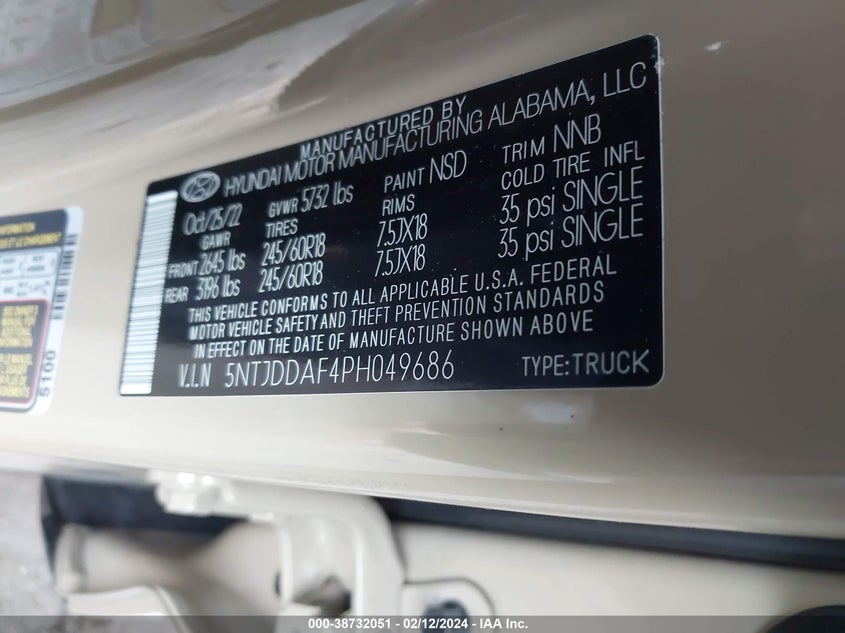 MANUFACTURED BY
HYUNDAI MOTOR MANUFACTURING ALABAMA, LLC
Oct/25/22 GVWR 5732 lbs PAINT NSD TRIM NNB
GAWR TIRES RIMS COLD TIRE INFL
FRONT 2645 lbs 245/60R18 7.5JX18 35 psi SINGLE
REAR 3196 lbs 245/60R18 7.5JX18 35 psi SINGLE
THIS VEHICLE CONFORMS TO ALL APPLICABLE U.S.A. FEDERAL
MOTOR VEHICLE SAFETY AND THEFT PREVENTION STANDARDS
IN EFFECT ON THE DATE OF MANUFACTURE SHOWN ABOVE
V.I.N 5NTJDDAF4PH049686 TYPE:TRUCK
5100
000-38732051 - 02/12/2024 - IAA Inc.